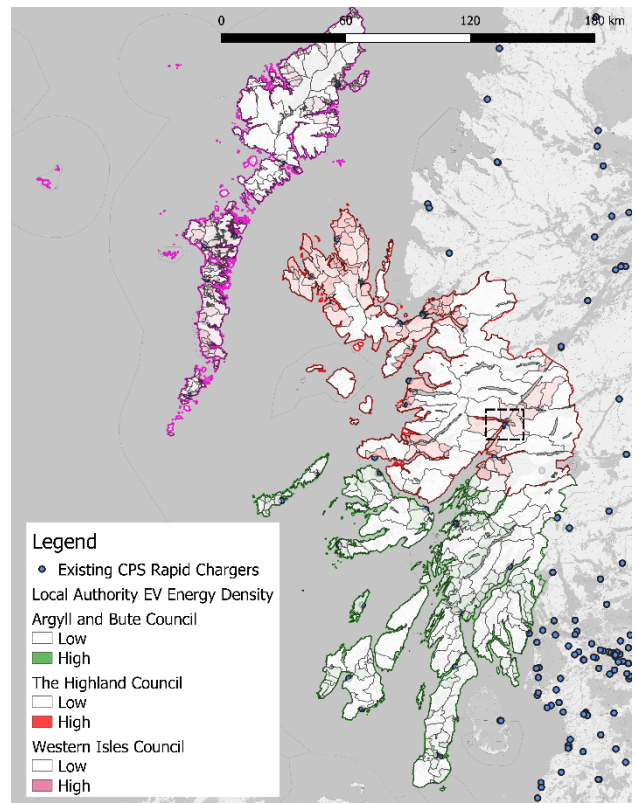 0 60 120 180 km
Legend
Existing CPS Rapid Chargers
Local Authority EV Energy Density
Argyll and Bute Council
Low
High
The Highland Council
Low
High
Western Isles Council
Low
High